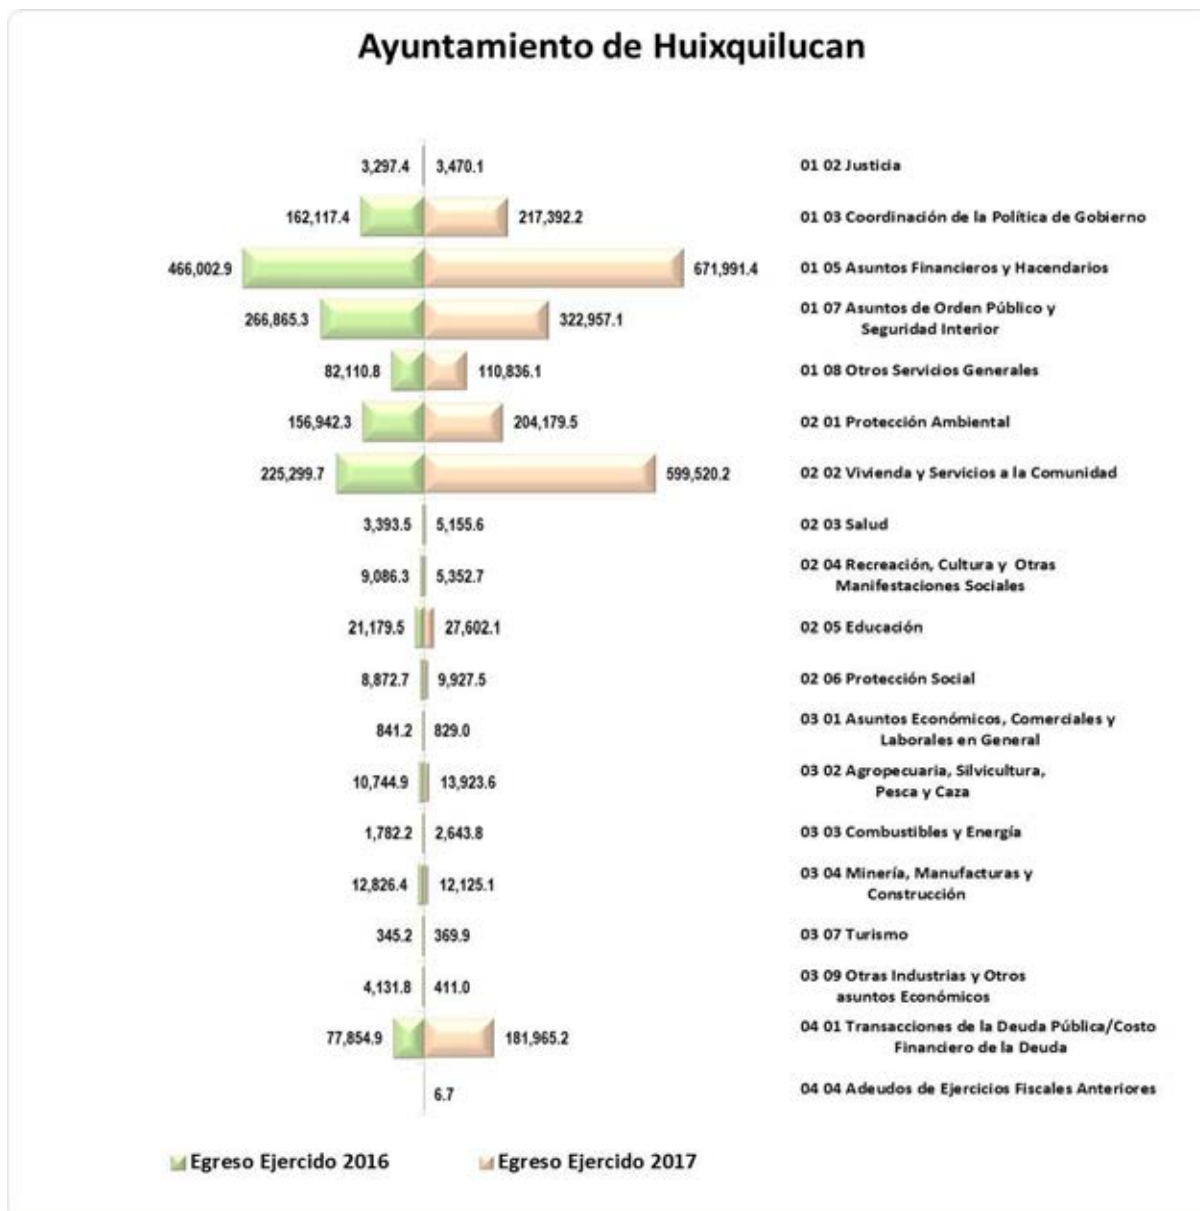 Ayuntamiento de Huixquilucan
3,297.4 3,470.1 01 02 Justicia
162,117.4 217,392.2 01 03 Coordinación de la Política de Gobierno
466,002.9 671,991.4 01 05 Asuntos Financieros y Hacendarios
266,865.3 322,957.1 01 07 Asuntos de Orden Público y
Seguridad Interior
82,110.8 110,836.1 01 08 Otros Servicios Generales
156,942.3 204,179.5 02 01 Protección Ambiental
225,299.7 599,520.2 02 02 Vivienda y Servicios a la Comunidad
3,393.5 5,155.6 02 03 Salud
9,086.3 5,352.7 02 04 Recreación, Cultura y Otras
Manifestaciones Sociales
21,179.5 27,602.1 02 05 Educación
8,872.7 9,927.5 02 06 Protección Social
841.2 829.0 03 01 Asuntos Económicos, Comerciales y
Laborales en General
10,744.9 13,923.6 03 02 Agropecuaria, Silvicultura,
Pesca y Caza
1,782.2 2,643.8 03 03 Combustibles y Energía
12,826.4 12,125.1 03 04 Minería, Manufacturas y
Construcción
345.2 369.9 03 07 Turismo
4,131.8 411.0 03 09 Otras Industrias y Otros
asuntos Económicos
77,854.9 181,965.2 04 01 Transacciones de la Deuda Pública/Costo
Financiero de la Deuda
6.7 04 04 Adeudos de Ejercicios Fiscales Anteriores
Egreso Ejercido 2016 Egreso Ejercido 2017